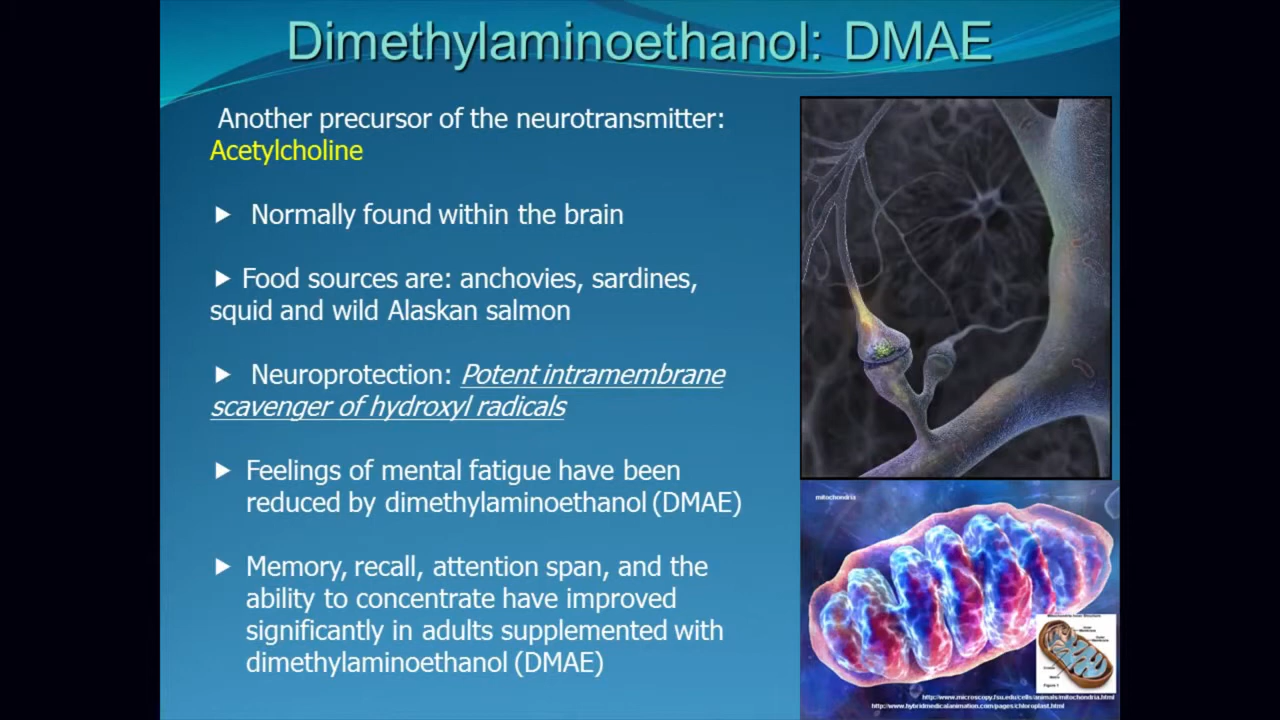 Dimethylaminoethanol: DMAE
Another precursor of the neurotransmitter:
Acetylcholine
▶ Normally found within the brain
▶ Food sources are: anchovies, sardines,
squid and wild Alaskan salmon
▶ Neuroprotection: Potent intramembrane
scavenger of hydroxyl radicals
▶ Feelings of mental fatigue have been
reduced by dimethylaminoethanol (DMAE)
▶ Memory, recall, attention span, and the
ability to concentrate have improved
significantly in adults supplemented with
dimethylaminoethanol (DMAE)
mitochondria
Figure 1
http://www.microscopy.fsu.edu/cells/animals/mitochondria.html
http://www.hybridmedicalanimation.com/pages/chloroplast.html